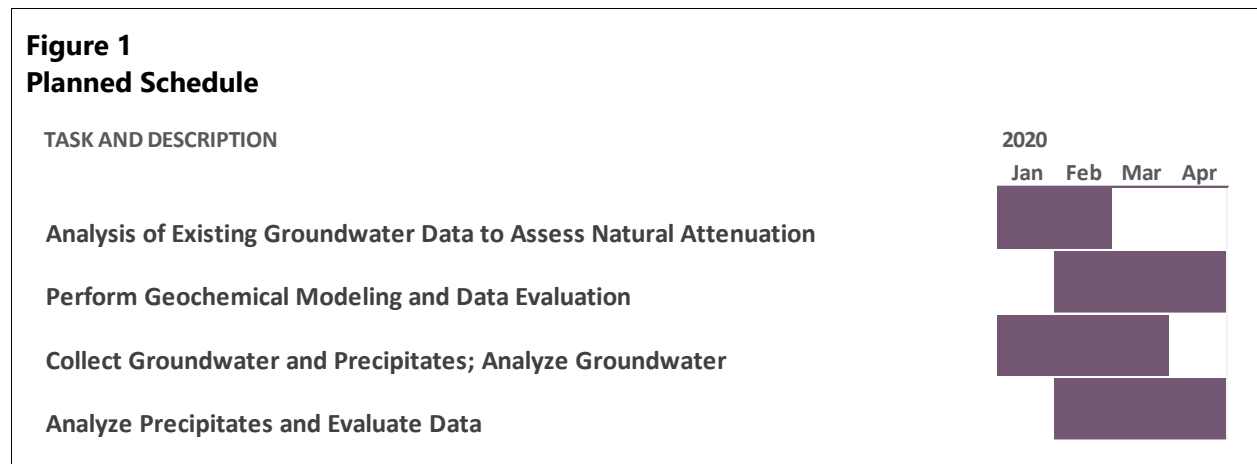 Figure 1
Planned Schedule
TASK AND DESCRIPTION 2020
Jan Feb Mar Apr
Analysis of Existing Groundwater Data to Assess Natural Attenuation
Perform Geochemical Modeling and Data Evaluation
Collect Groundwater and Precipitates; Analyze Groundwater
Analyze Precipitates and Evaluate Data